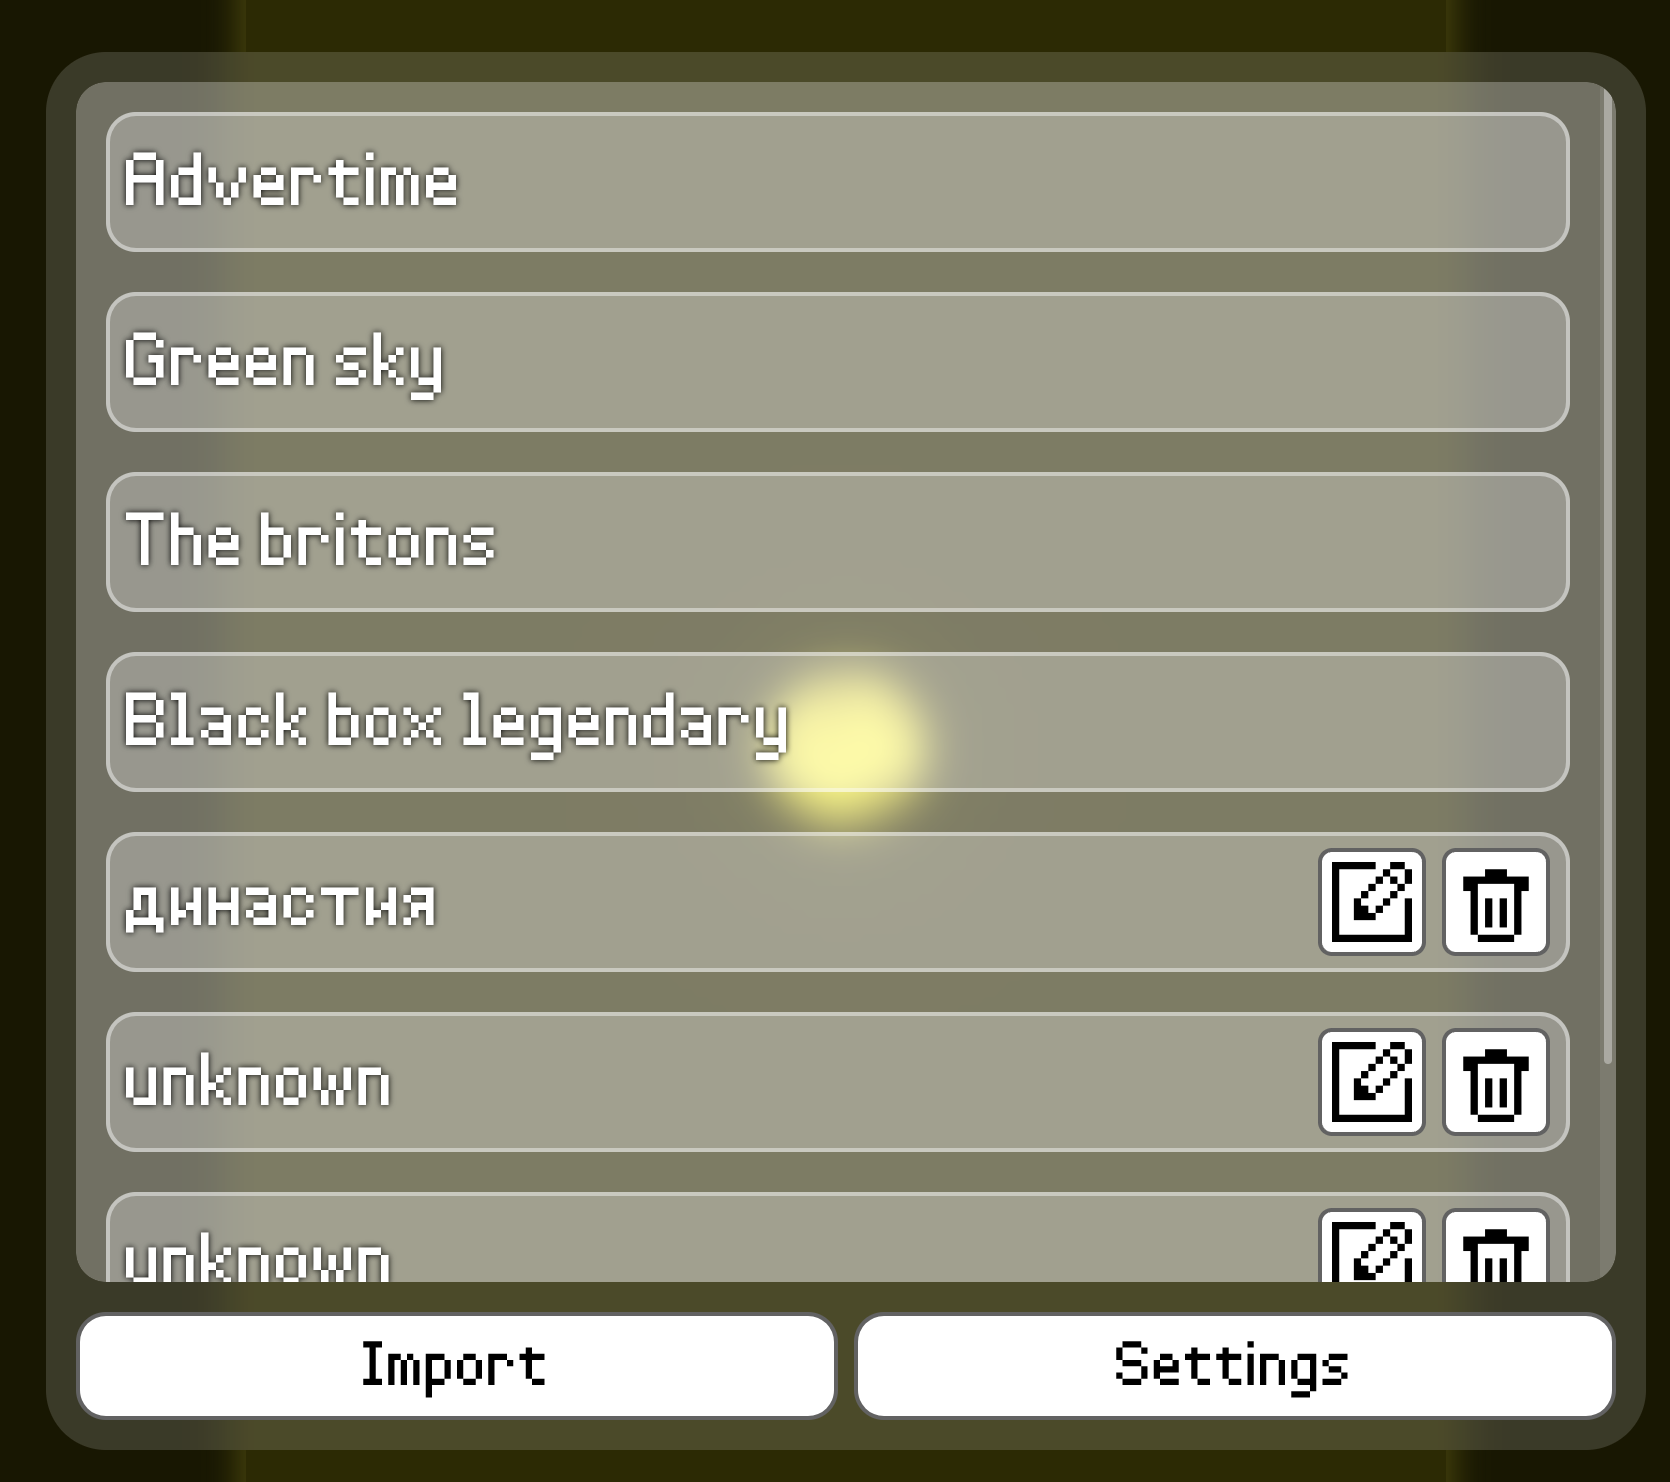 Advertime
Green sky
The britons
Black box legendary
династия
unknown
unknown
Import
Settings